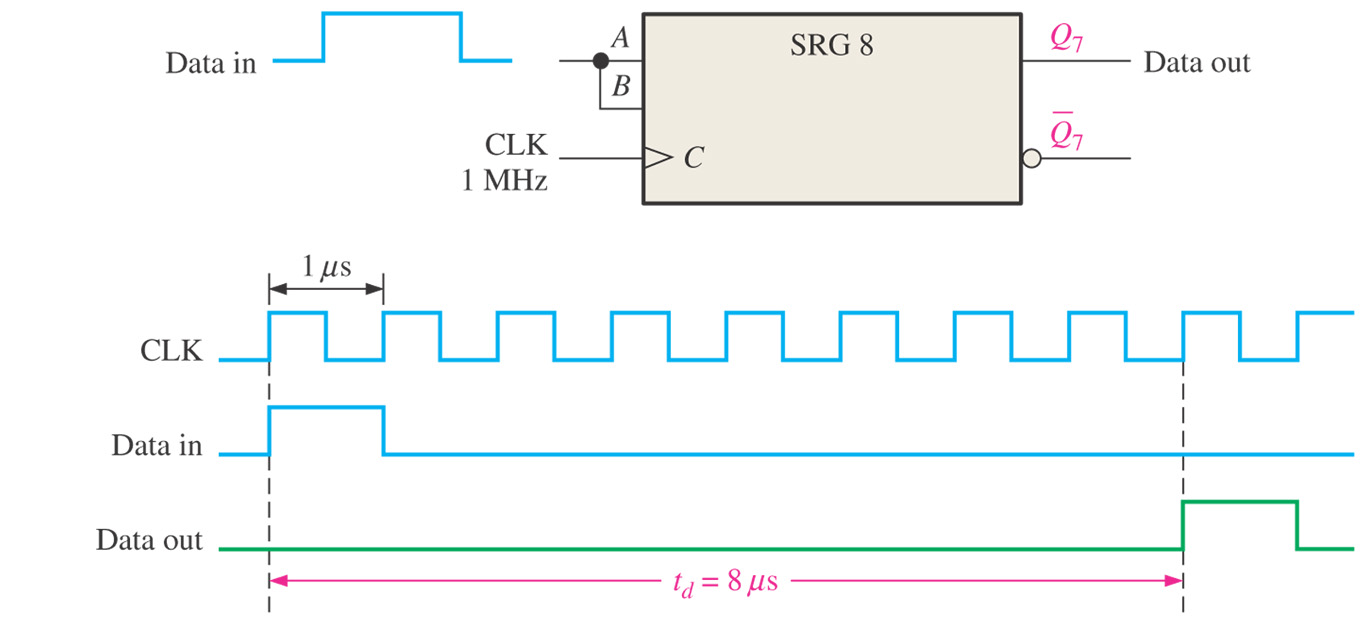 Data in
A
B
CLK
1 MHz
C
SRG 8
Q₇
Data out
Q̅₇
1 μs
CLK
Data in
Data out
t_d = 8 μs